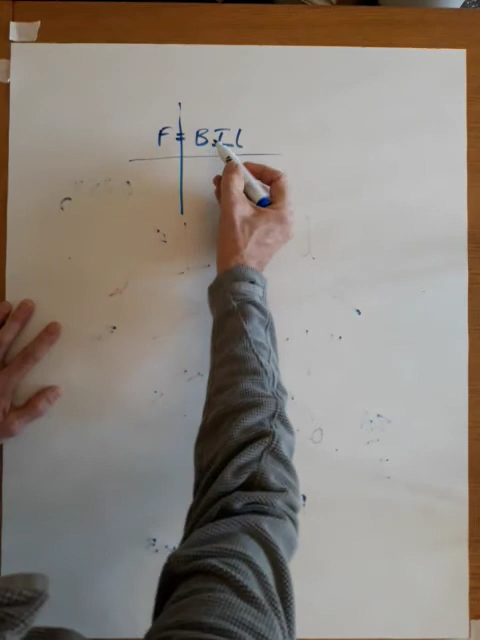 F = BIl